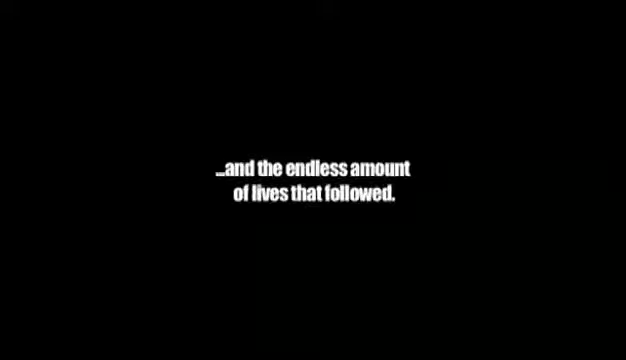 ...and the endless amount
of lives that followed.